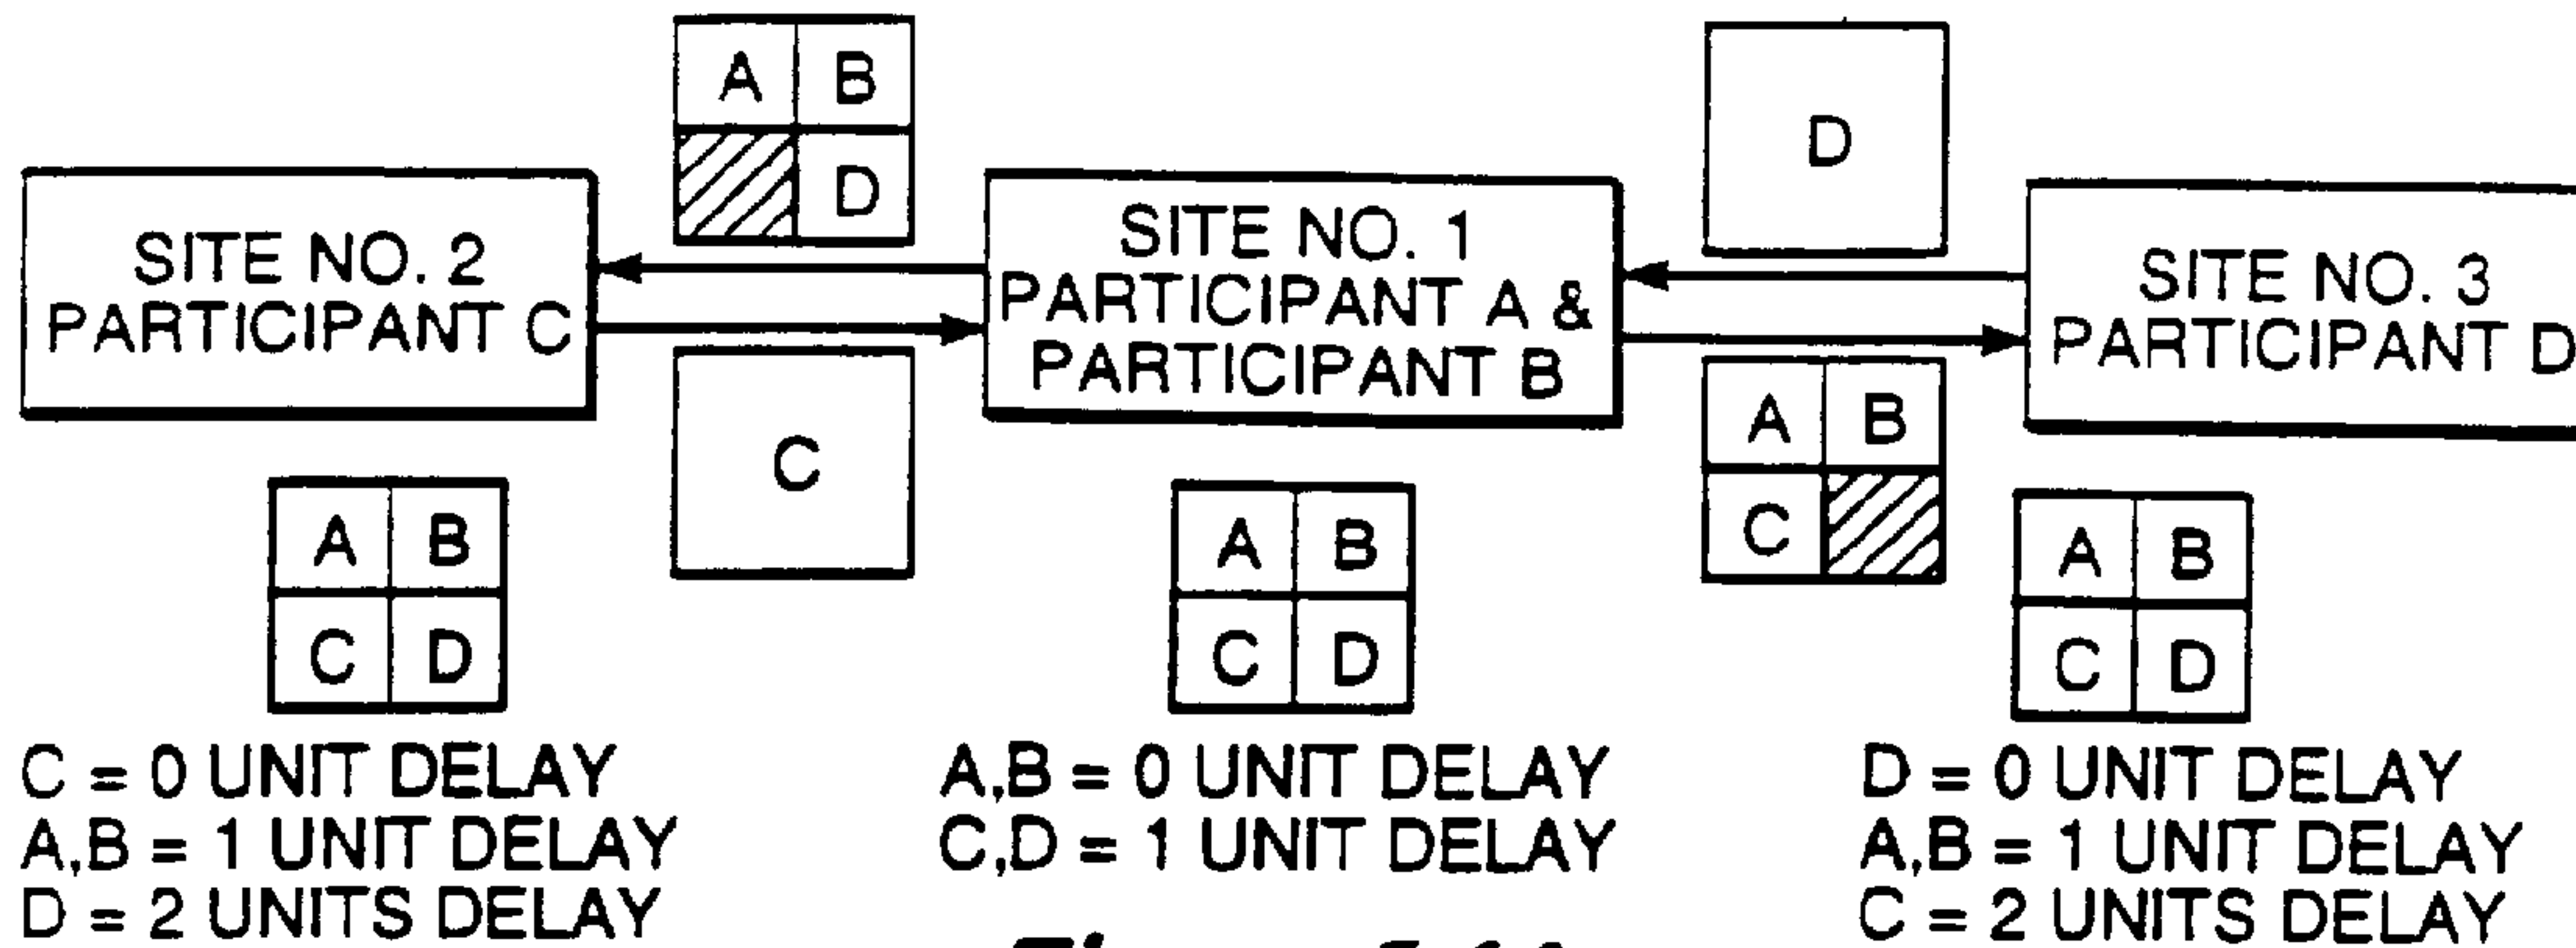 A B
D
D
SITE NO. 2
PARTICIPANT C
SITE NO. 1
PARTICIPANT A &
PARTICIPANT B
SITE NO. 3
PARTICIPANT D
C
A B
C
A B
C D
A B
C D
A B
C D
C = 0 UNIT DELAY
A,B = 1 UNIT DELAY
D = 2 UNITS DELAY
A,B = 0 UNIT DELAY
C,D = 1 UNIT DELAY
D = 0 UNIT DELAY
A,B = 1 UNIT DELAY
C = 2 UNITS DELAY